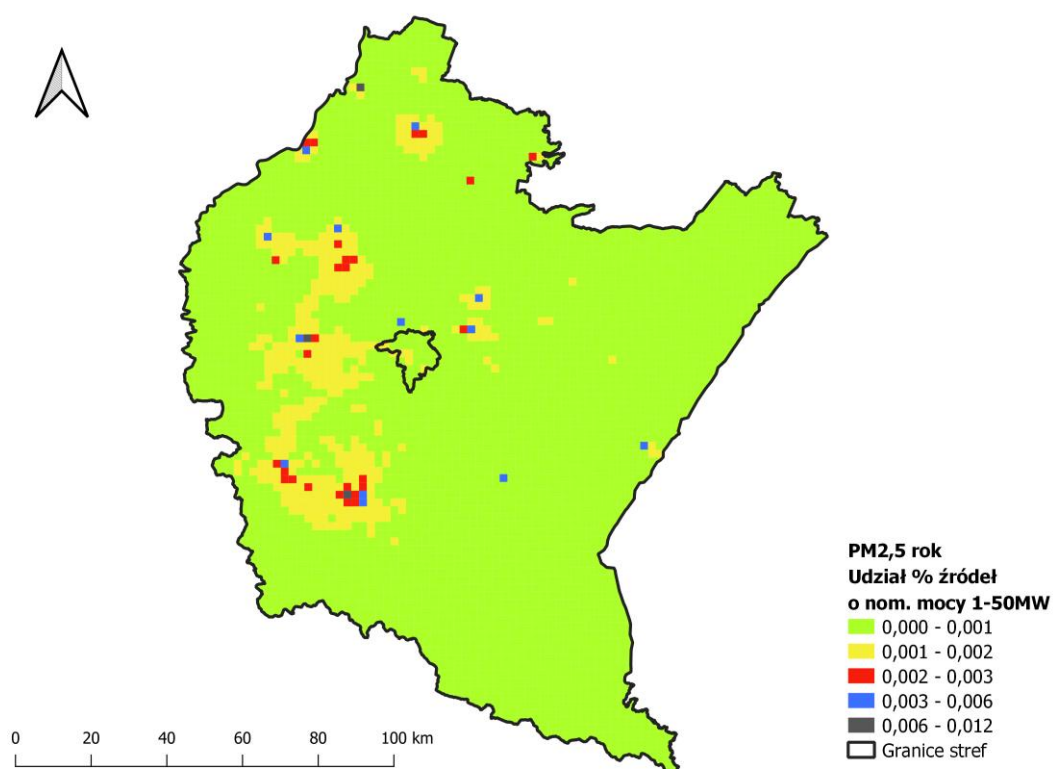 PM2,5 rok
Udział % źródeł
o nom. mocy 1-50MW
0,000 - 0,001
0,001 - 0,002
0,002 - 0,003
0,003 - 0,006
0,006 - 0,012
Granice stref
0 20 40 60 80 100 km